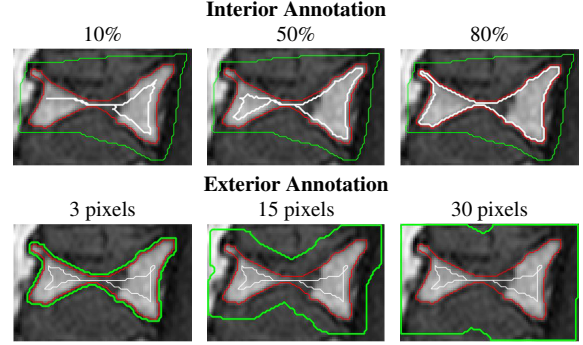 Interior Annotation
10% 50% 80%
Exterior Annotation
3 pixels 15 pixels 30 pixels